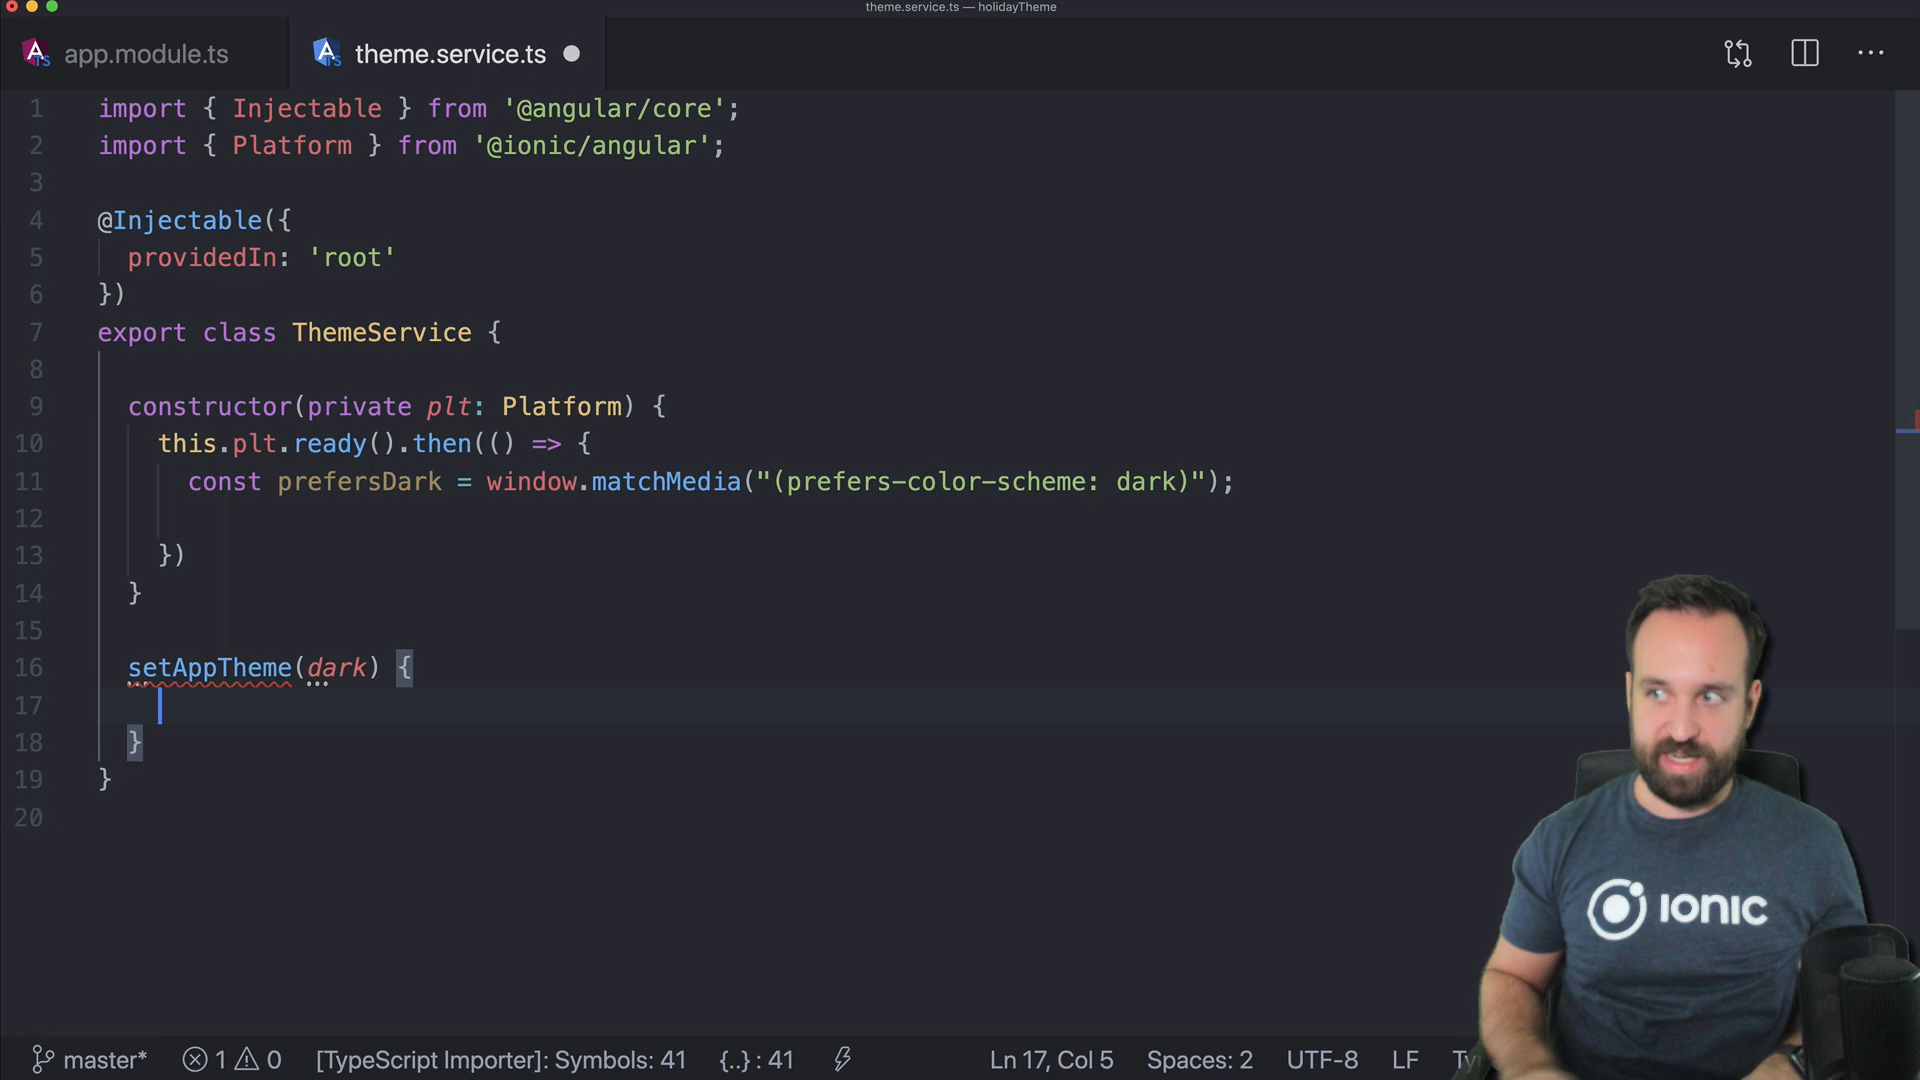 theme.service.ts — holidayTheme
app.module.ts
theme.service.ts
1 import { Injectable } from '@angular/core';
2 import { Platform } from '@ionic/angular';
3
4 @Injectable({
5 providedIn: 'root'
6 })
7 export class ThemeService {
8
9 constructor(private plt: Platform) {
10 this.plt.ready().then(() => {
11 const prefersDark = window.matchMedia("(prefers-color-scheme: dark)");
12
13 })
14 }
15
16 setAppTheme(dark) {
17
18 }
19 }
20
ionic
master* 1 0 [TypeScript Importer]: Symbols: 41 {..} : 41 Ln 17, Col 5 Spaces: 2 UTF-8 LF